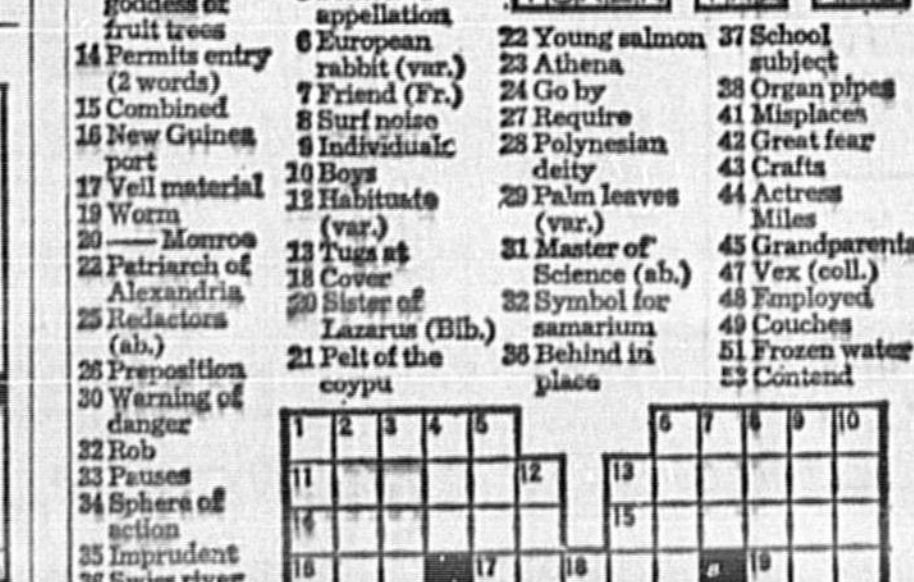 goddess of
fruit trees
14 Permits entry
(2 words)
15 Combined
16 New Guinea
port
17 Veil material
19 Worm
20 —— Monroe
22 Patriarch of
Alexandria
25 Redactors
(ab.)
26 Preposition
30 Warning of
danger
32 Rob
33 Pauses
34 Sphere of
action
35 Imprudent
36 Swiss river
appellation
6 European
rabbit (var.)
7 Friend (Fr.)
8 Surf noise
9 Individuals
10 Boys
12 Habituate
(var.)
13 Tugs at
18 Cover
20 Sister of
Lazarus (Bib.)
21 Pelt of the
coypu
22 Young salmon
23 Athena
24 Go by
27 Require
28 Polynesian
deity
29 Palm leaves
(var.)
31 Master of
Science (ab.)
32 Symbol for
samarium
36 Behind in
place
37 School
subject
38 Organ pipes
41 Misplaces
42 Great fear
43 Crafts
44 Actress
Miles
45 Grandparents
47 Vex (coll.)
48 Employed
49 Couches
51 Frozen water
53 Contend
1 2 3 4 5 6 7 8 9 10
11 12 13
14 15
16 17 18 19